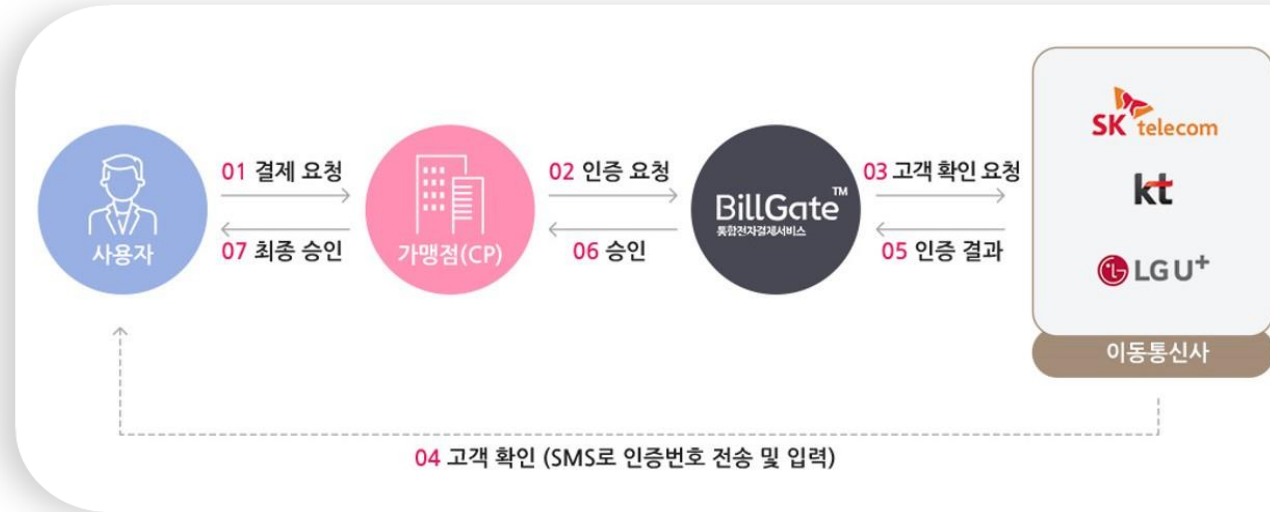 01 결제 요청
02 인증 요청
03 고객 확인 요청
SK telecom
kt
LG U+
BillGate™
통합전자결제서비스
사용자
07 최종 승인
가맹점(CP)
06 승인
05 인증 결과
이동통신사
04 고객 확인 (SMS로 인증번호 전송 및 입력)